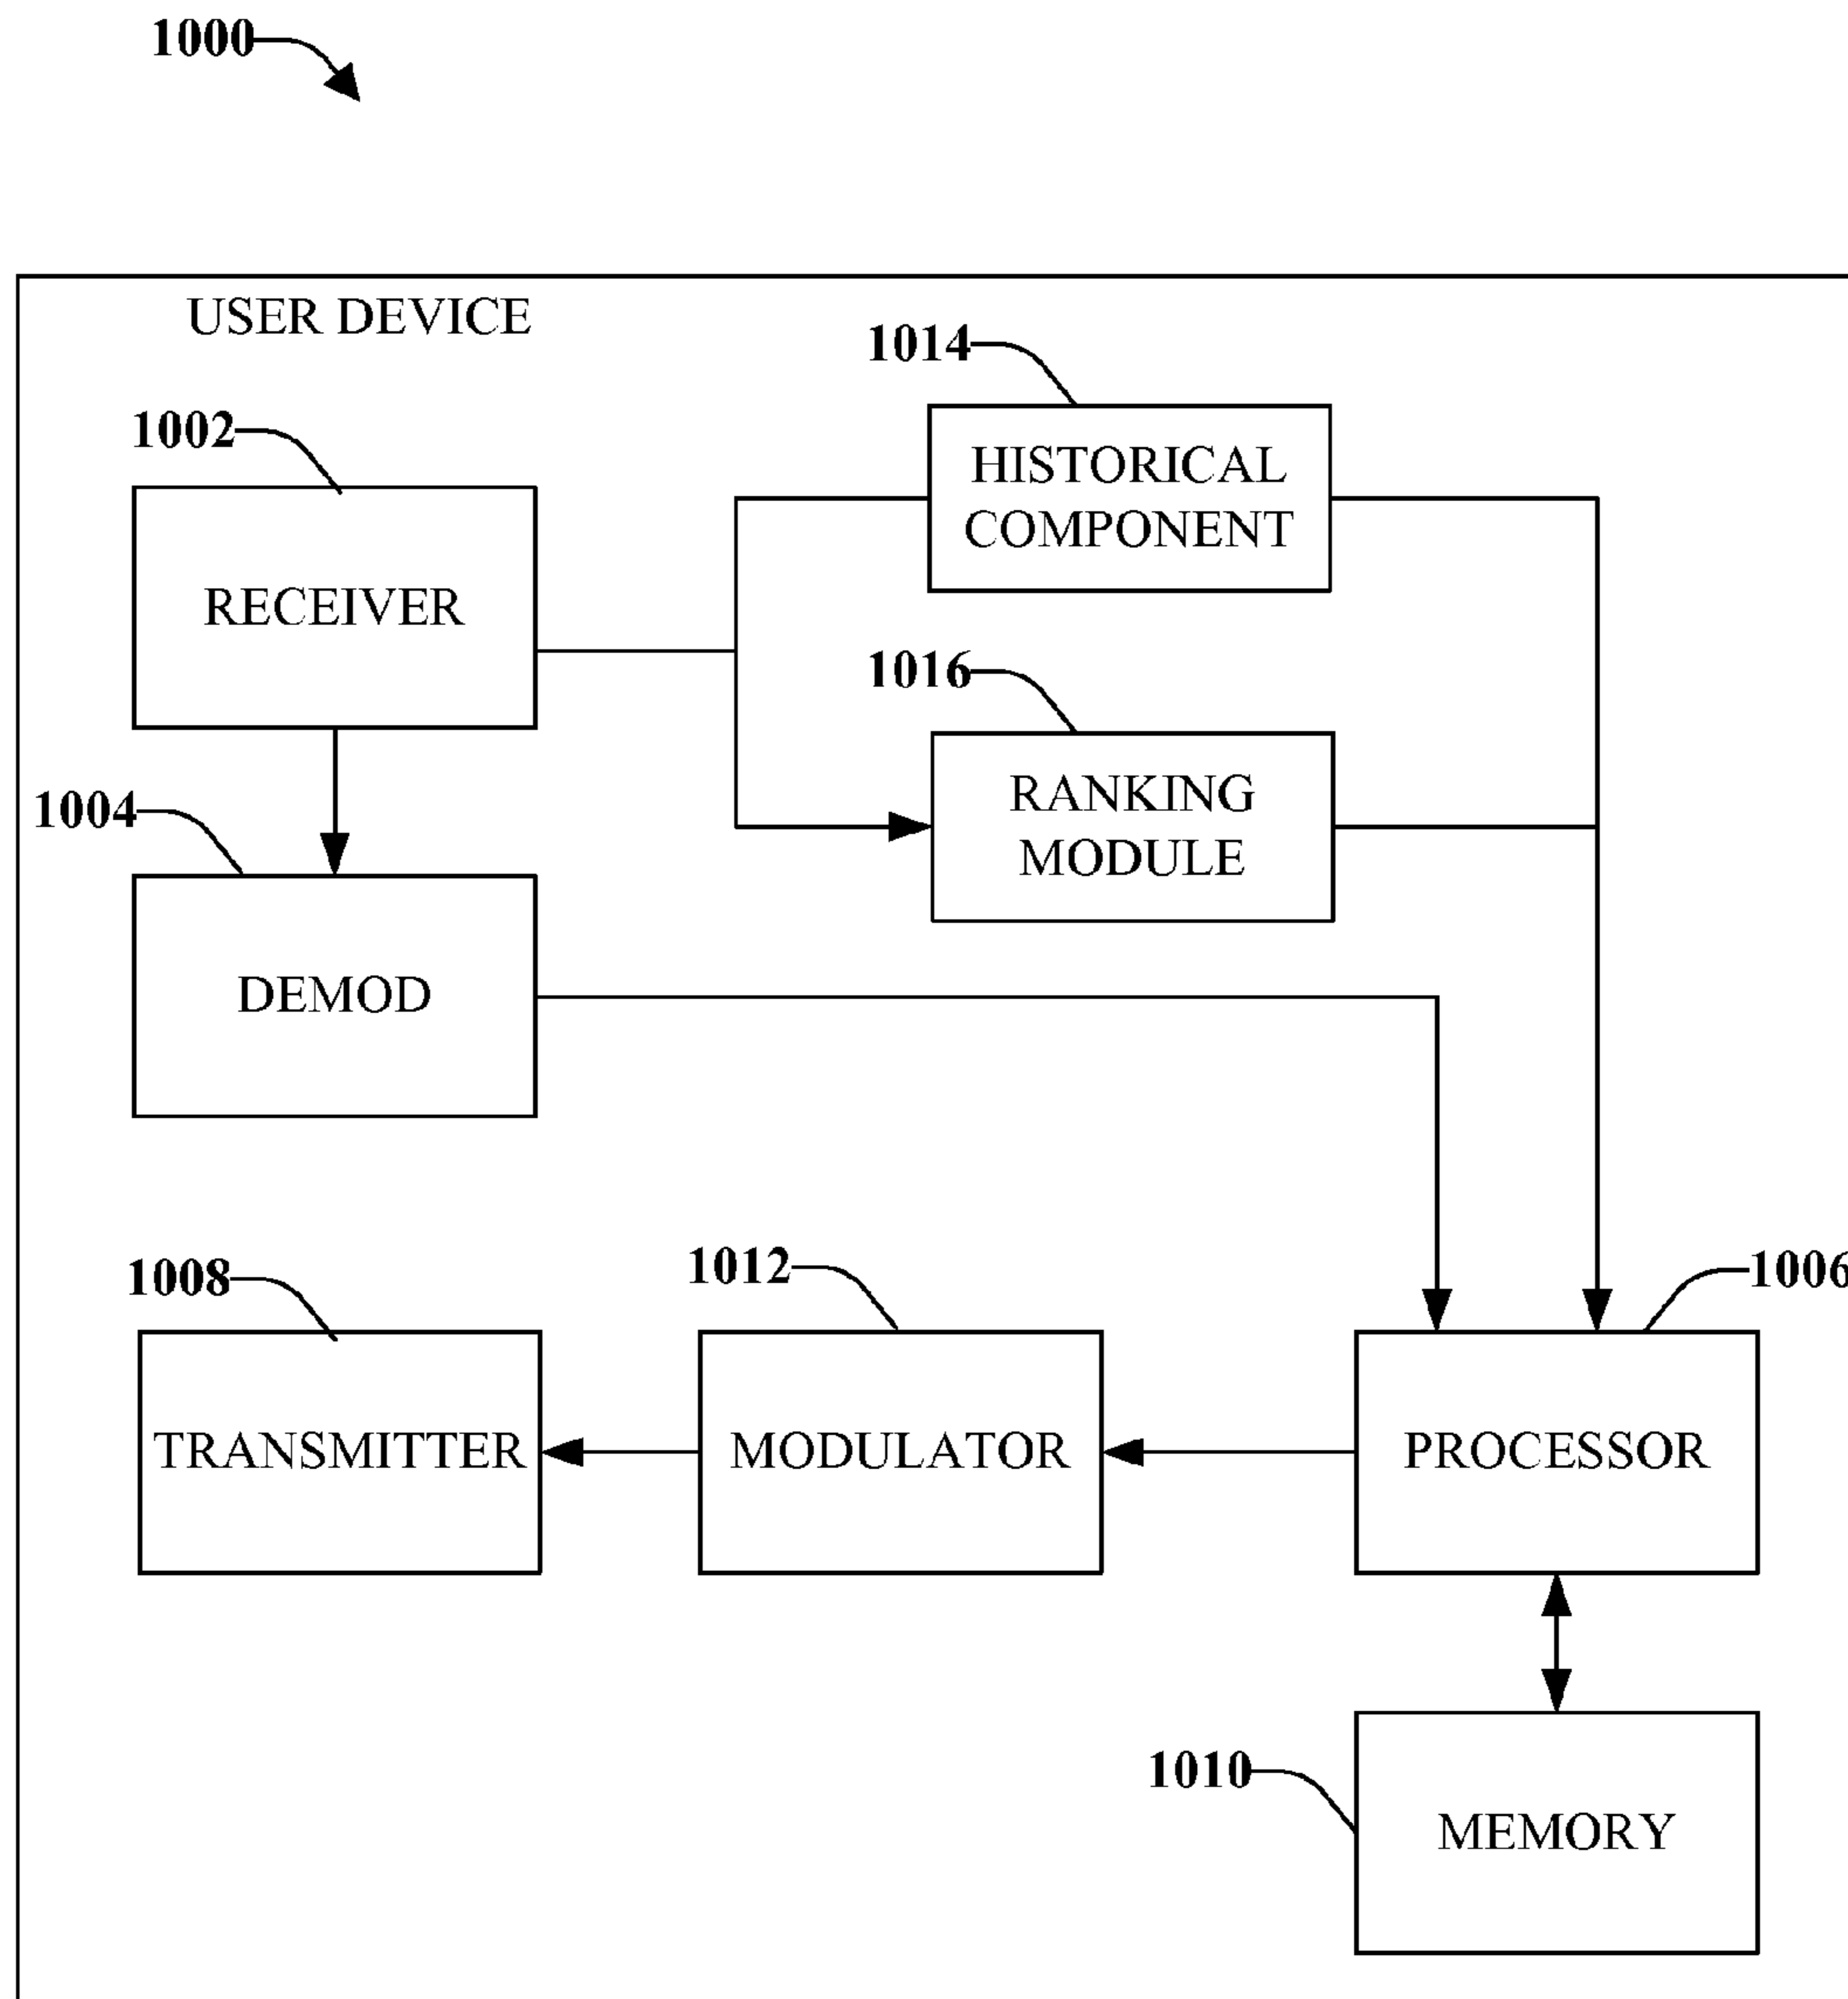 1000
USER DEVICE
1014
1002
HISTORICAL
COMPONENT
RECEIVER
1016
RANKING
MODULE
1004
DEMOD
1008
1012
1006
TRANSMITTER
MODULATOR
PROCESSOR
1010
MEMORY